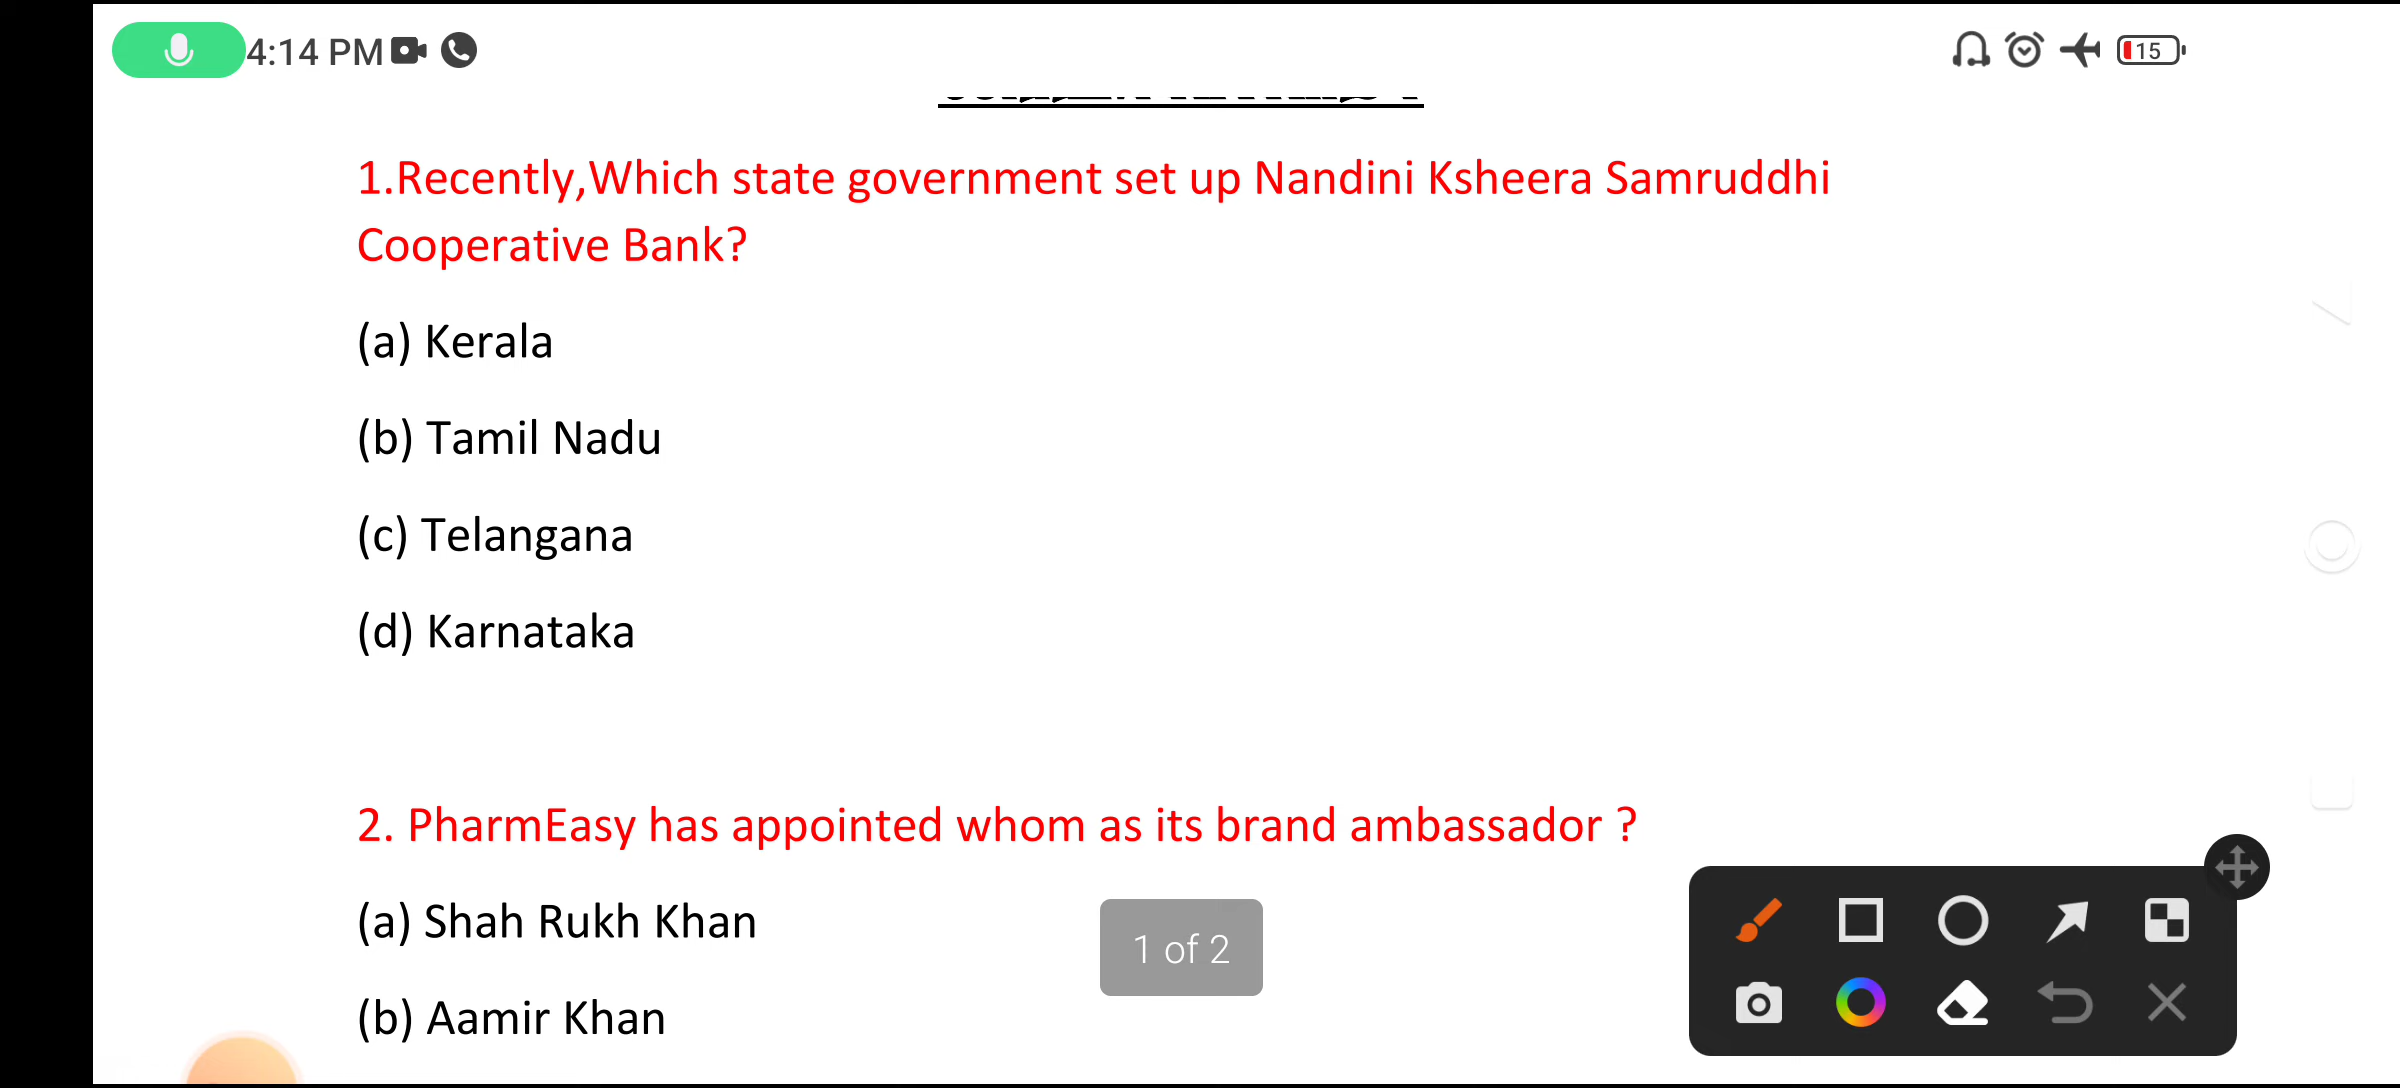 4:14 PM
15
1.Recently,Which state government set up Nandini Ksheera Samruddhi
Cooperative Bank?
(a) Kerala
(b) Tamil Nadu
(c) Telangana
(d) Karnataka
2. PharmEasy has appointed whom as its brand ambassador ?
(a) Shah Rukh Khan
1 of 2
(b) Aamir Khan